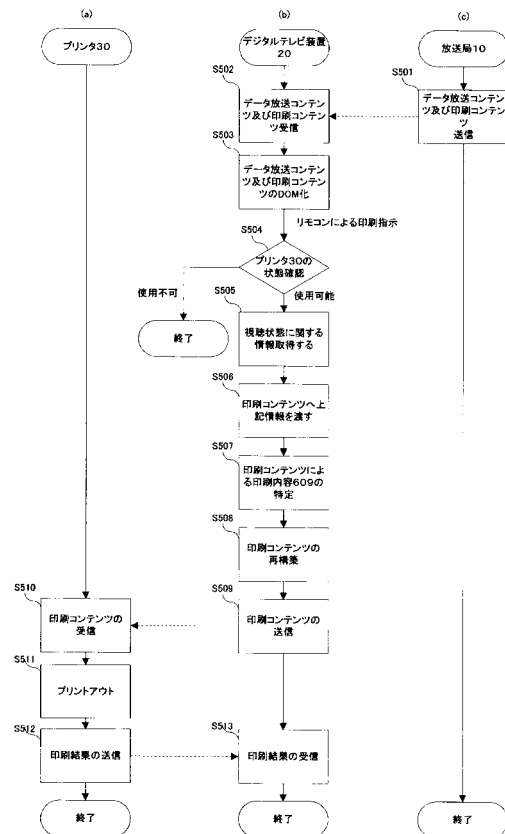 (a)
(b)
(c)
プリンタ30
デジタルテレビ装置
20
放送局10
S501
データ放送コンテン
ツ及び印刷コンテン
ツ
送信
S502
データ放送コンテン
ツ及び印刷コンテン
ツ受信
S503
データ放送コンテン
ツ及び印刷コンテン
ツのDOM化
リモコンによる印刷指示
S504
プリンタ30の
状態確認
使用不可
使用可能
終了
S505
視聴状態に関する
情報取得する
S506
印刷コンテンツへ上
記情報を渡す
S507
印刷コンテンツによ
る印刷内容609の
特定
S508
印刷コンテンツの
再構築
S509
印刷コンテンツの
送信
S510
印刷コンテンツの
受信
S511
プリントアウト
S512
印刷結果の送信
S513
印刷結果の受信
終了
終了
終了